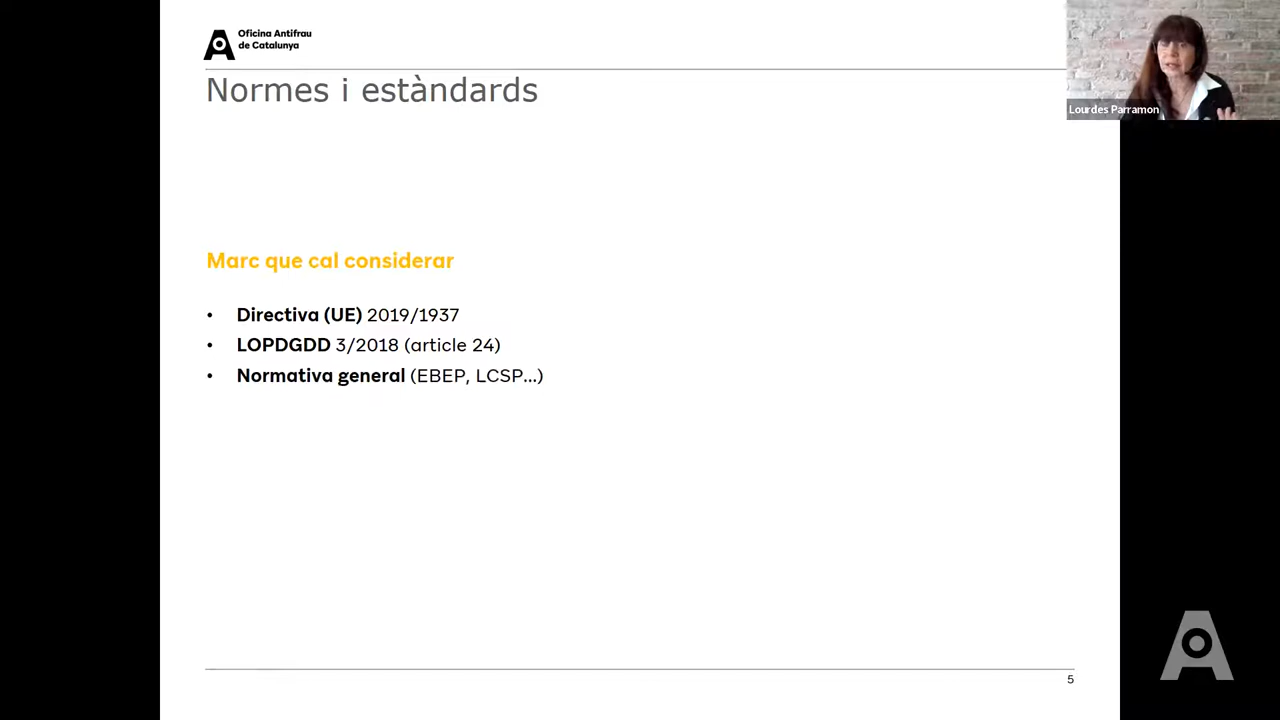 Oficina Antifrau
de Catalunya
Normes i estàndards
Lourdes Parramon
Marc que cal considerar
• Directiva (UE) 2019/1937
• LOPDGDD 3/2018 (article 24)
• Normativa general (EBEP, LCSP...)
5